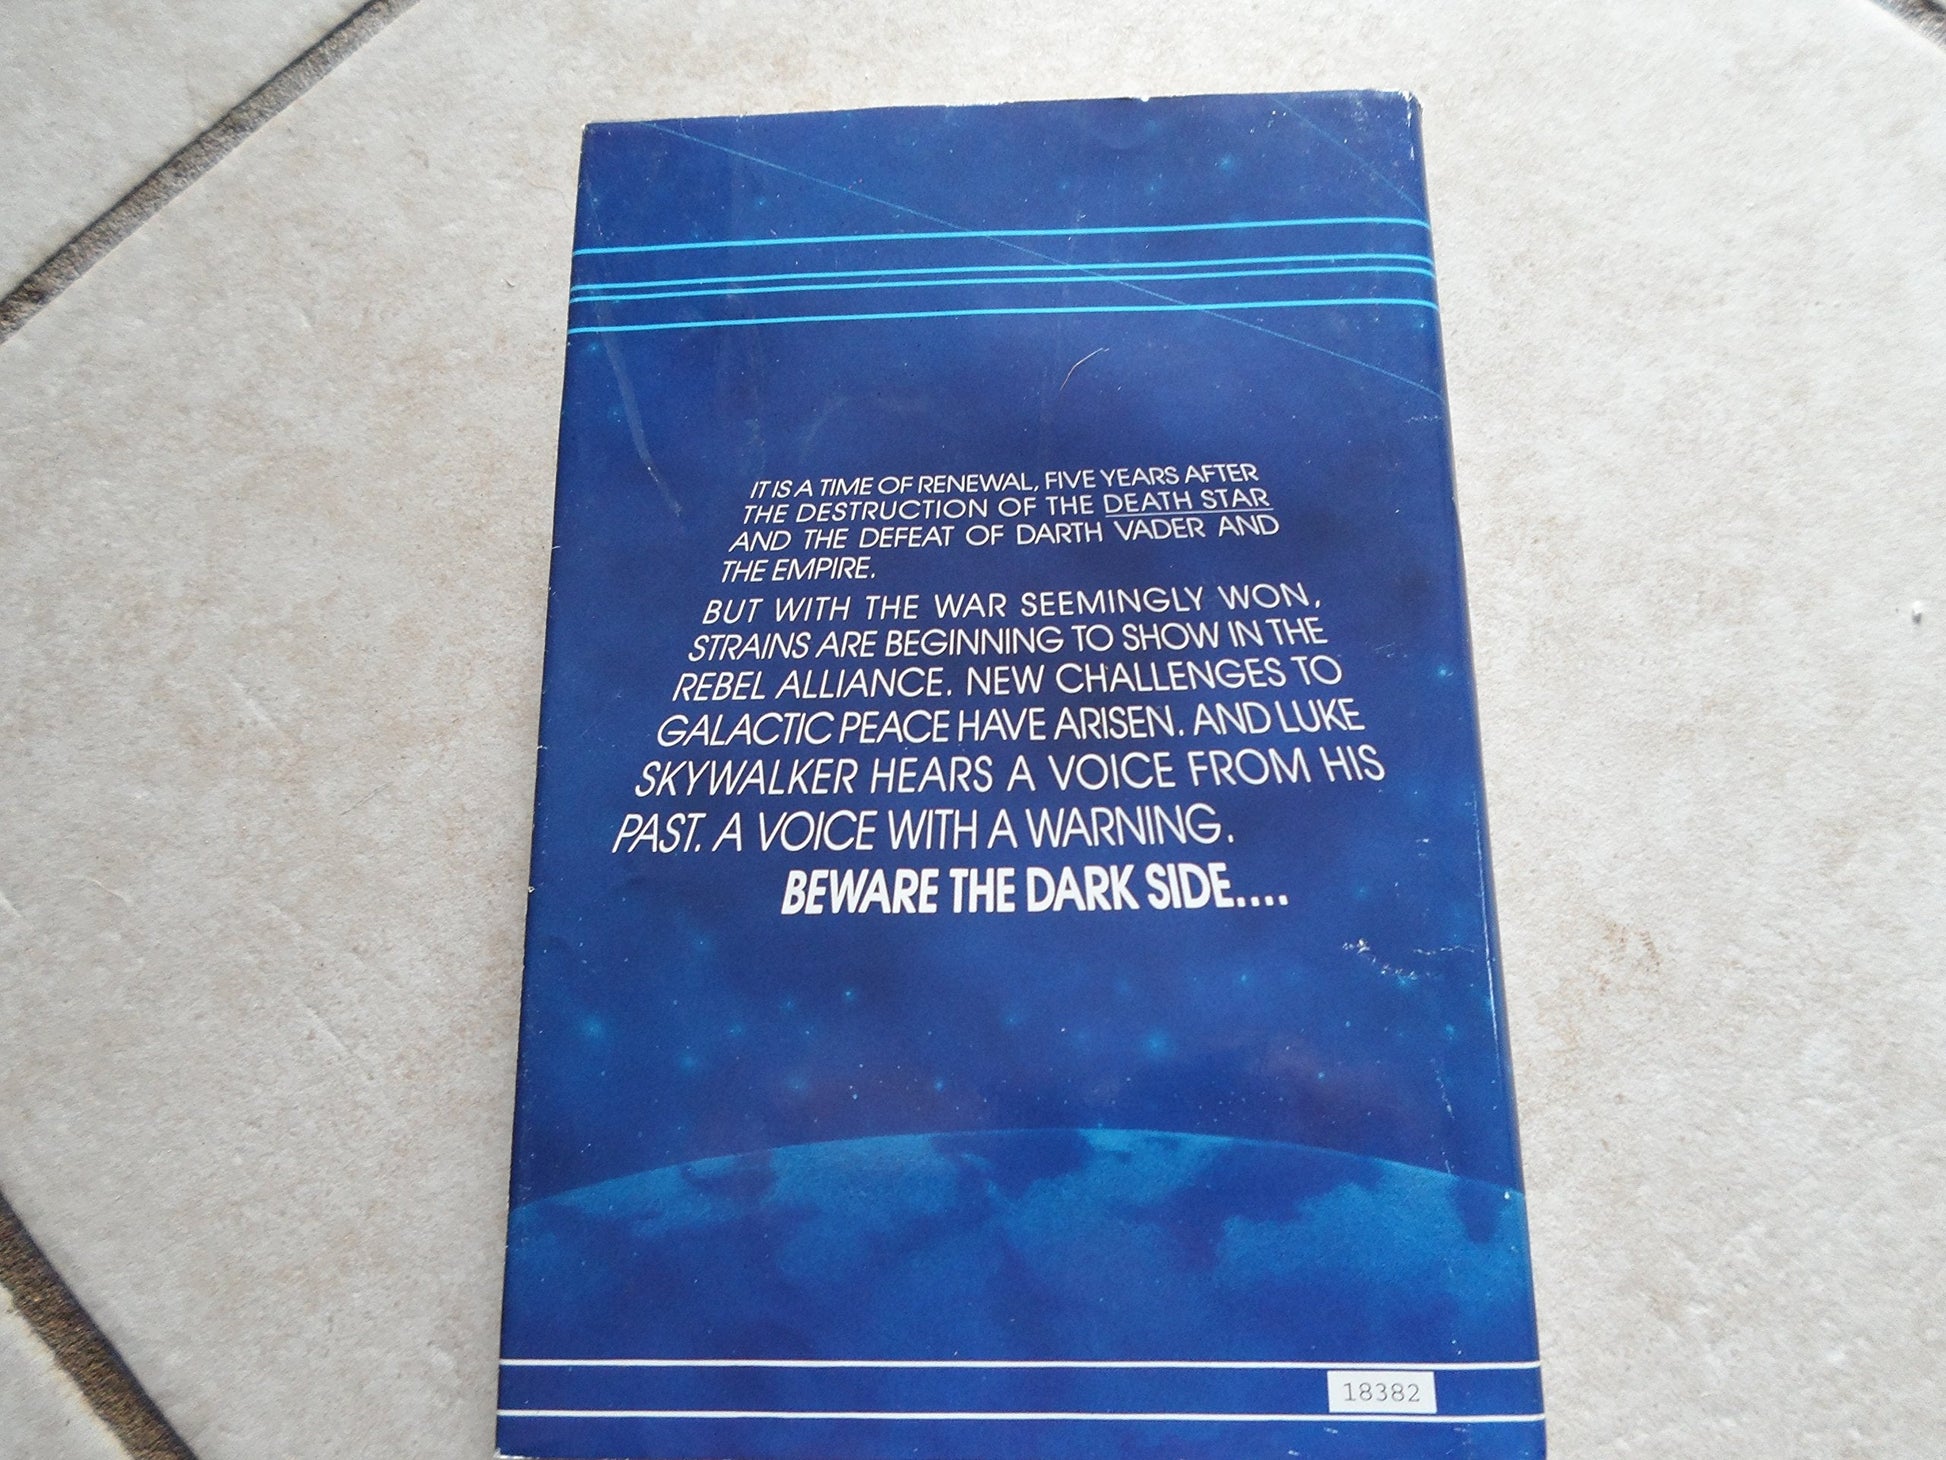 IT IS A TIME OF RENEWAL, FIVE YEARS AFTER
THE DESTRUCTION OF THE DEATH STAR
AND THE DEFEAT OF DARTH VADER AND
THE EMPIRE.
BUT WITH THE WAR SEEMINGLY WON,
STRAINS ARE BEGINNING TO SHOW IN THE
REBEL ALLIANCE. NEW CHALLENGES TO
GALACTIC PEACE HAVE ARISEN. AND LUKE
SKYWALKER HEARS A VOICE FROM HIS
PAST. A VOICE WITH A WARNING.
BEWARE THE DARK SIDE....
18382